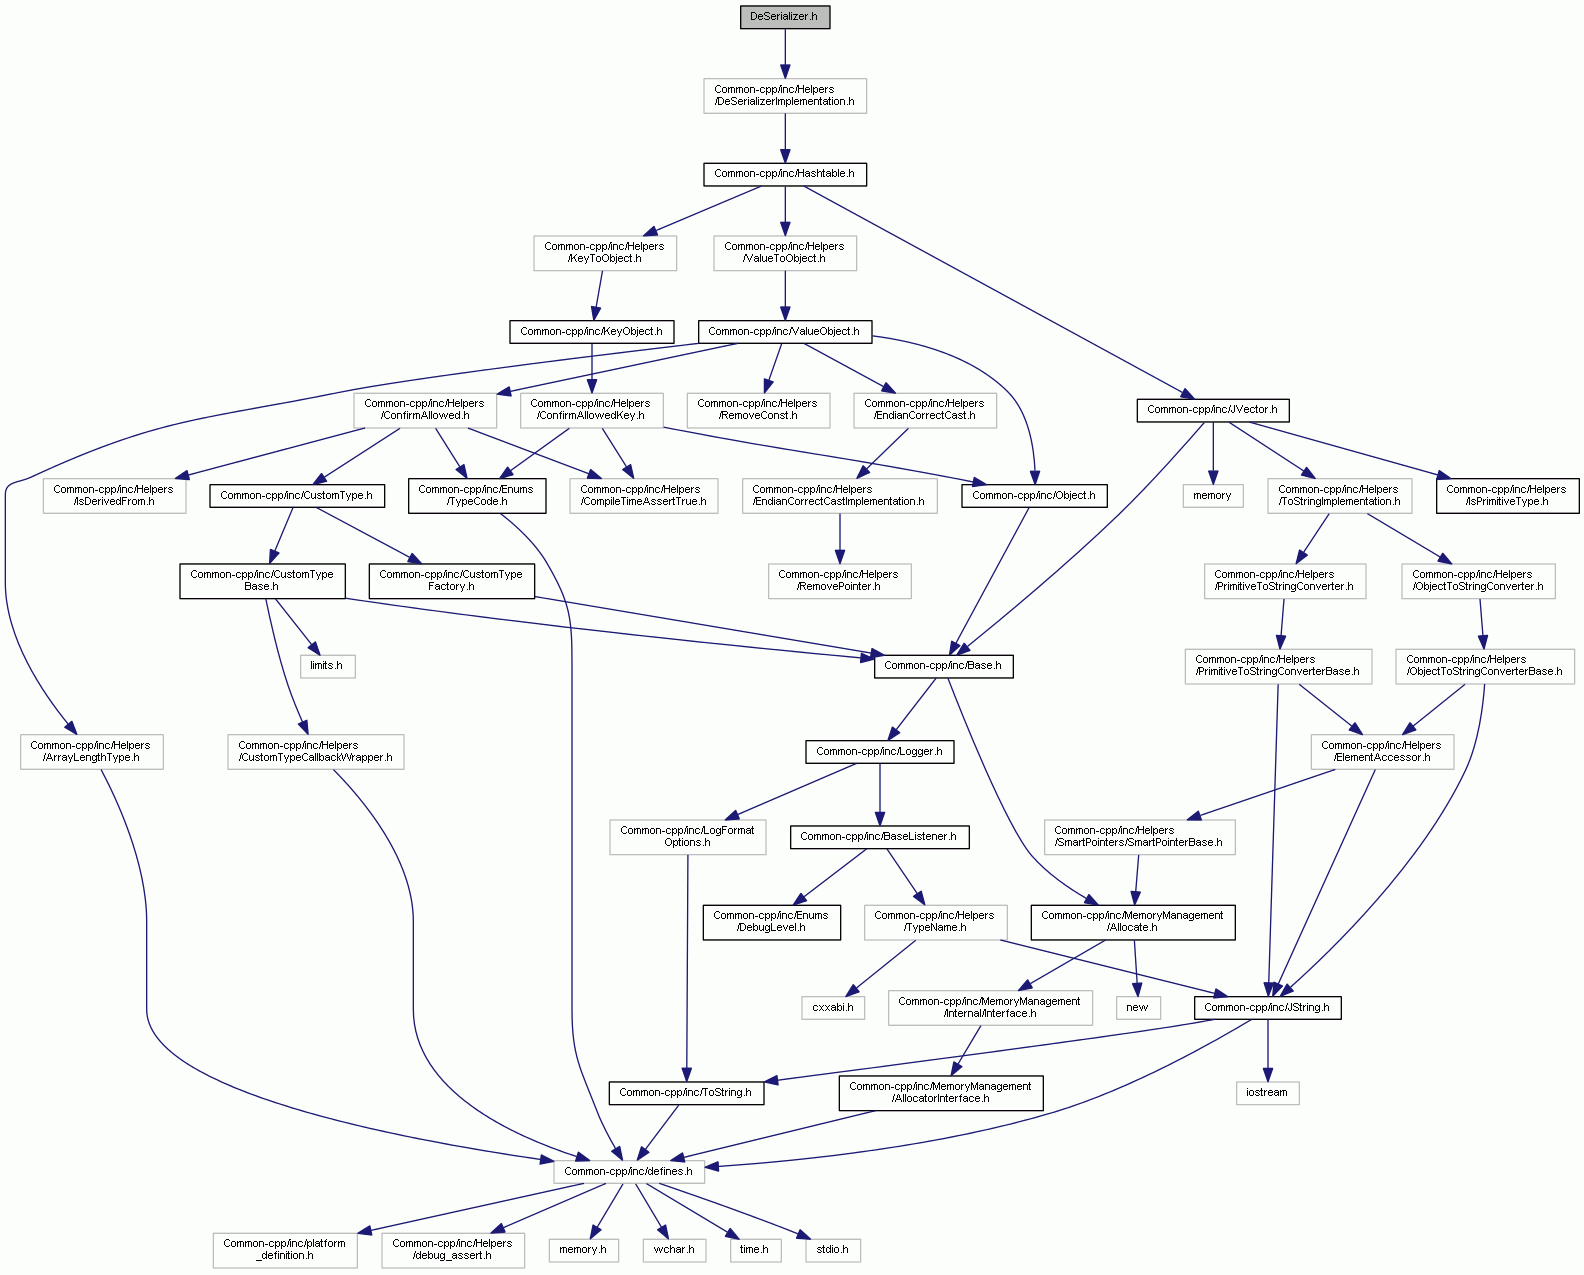 DeSerializer.h
Common-cpp/inc/Helpers
/DeSerializerImplementation.h
Common-cpp/inc/Hashtable.h
Common-cpp/inc/Helpers
/KeyToObject.h
Common-cpp/inc/Helpers
/ValueToObject.h
Common-cpp/inc/KeyObject.h
Common-cpp/inc/ValueObject.h
Common-cpp/inc/Helpers
/ConfirmAllowed.h
Common-cpp/inc/Helpers
/ConfirmAllowedKey.h
Common-cpp/inc/Helpers
/RemoveConst.h
Common-cpp/inc/Helpers
/EndianCorrectCast.h
Common-cpp/inc/JVector.h
Common-cpp/inc/Helpers
/IsDerivedFrom.h
Common-cpp/inc/CustomType.h
Common-cpp/inc/Enums
/TypeCode.h
Common-cpp/inc/Helpers
/CompileTimeAssertTrue.h
Common-cpp/inc/Helpers
/EndianCorrectCastImplementation.h
Common-cpp/inc/Object.h
memory
Common-cpp/inc/Helpers
/ToStringImplementation.h
Common-cpp/inc/Helpers
/IsPrimitiveType.h
Common-cpp/inc/CustomType
Base.h
Common-cpp/inc/CustomType
Factory.h
Common-cpp/inc/Helpers
/RemovePointer.h
Common-cpp/inc/Helpers
/PrimitiveToStringConverter.h
Common-cpp/inc/Helpers
/ObjectToStringConverter.h
limits.h
Common-cpp/inc/Base.h
Common-cpp/inc/Helpers
/PrimitiveToStringConverterBase.h
Common-cpp/inc/Helpers
/ObjectToStringConverterBase.h
Common-cpp/inc/Helpers
/ArrayLengthType.h
Common-cpp/inc/Helpers
/CustomTypeCallbackWrapper.h
Common-cpp/inc/Logger.h
Common-cpp/inc/Helpers
/ElementAccessor.h
Common-cpp/inc/LogFormat
Options.h
Common-cpp/inc/BaseListener.h
Common-cpp/inc/Helpers
/SmartPointers/SmartPointerBase.h
Common-cpp/inc/Enums
/DebugLevel.h
Common-cpp/inc/Helpers
/TypeName.h
Common-cpp/inc/MemoryManagement
/Allocate.h
cxxabi.h
Common-cpp/inc/MemoryManagement
/Internal/Interface.h
new
Common-cpp/inc/JString.h
Common-cpp/inc/ToString.h
Common-cpp/inc/MemoryManagement
/AllocatorInterface.h
iostream
Common-cpp/inc/defines.h
Common-cpp/inc/platform
_definition.h
Common-cpp/inc/Helpers
/debug_assert.h
memory.h
wchar.h
time.h
stdio.h